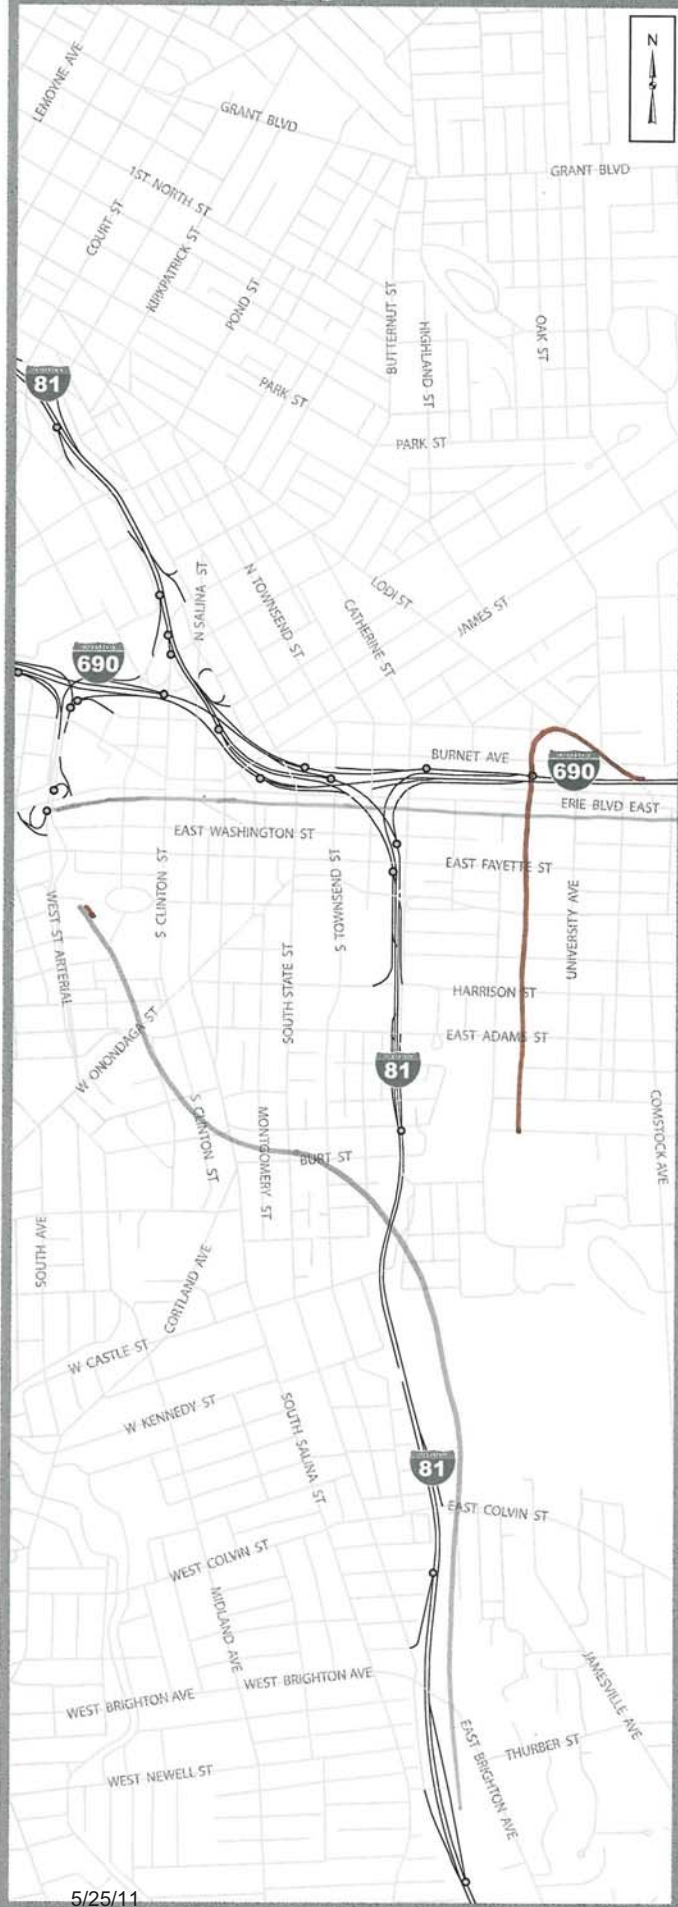 N
LEMOYNE AVE
GRANT BLVD
GRANT BLVD
1ST NORTH ST
COURT ST
KIRKPATRICK ST
POND ST
BUTTERNUT ST
HIGHLAND ST
OAK ST
81
PARK ST
PARK ST
N SALINA ST
N TOWNSEND ST
LODI ST
CATHERINE ST
JAMES ST
690
BURNET AVE
690
ERIE BLVD EAST
EAST WASHINGTON ST
S CLINTON ST
S TOWNSEND ST
EAST FAYETTE ST
UNIVERSITY AVE
WEST ST ARTERIAL
SOUTH STATE ST
HARRISON ST
W ONONDAGA ST
EAST ADAMS ST
81
COMSTOCK AVE
S CLINTON ST
MONTGOMERY ST
BURT ST
SOUTH AVE
CORTLAND AVE
W CASTLE ST
W KENNEDY ST
SOUTH SALINA ST
81
EAST COLVIN ST
WEST COLVIN ST
MIDLAND AVE
WEST BRIGHTON AVE
WEST BRIGHTON AVE
JAMESVILLE AVE
EAST BRIGHTON AVE
THURBER ST
WEST NEWELL ST
5/25/11